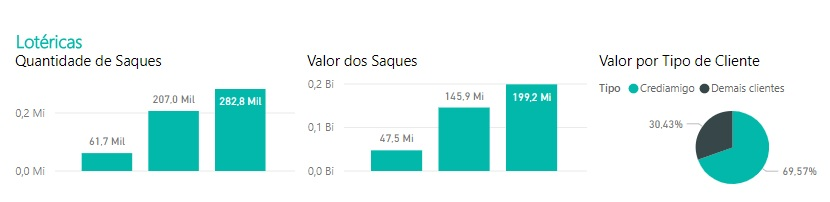 Lotéricas
Quantidade de Saques
0,2 Mi
0,0 Mi
61,7 Mil
207,0 Mil
282,8 Mil
Valor dos Saques
0,2 Bi
0,1 Bi
0,0 Bi
47,5 Mi
145,9 Mi
199,2 Mi
Valor por Tipo de Cliente
Tipo Crediamigo Demais clientes
30,43%
69,57%